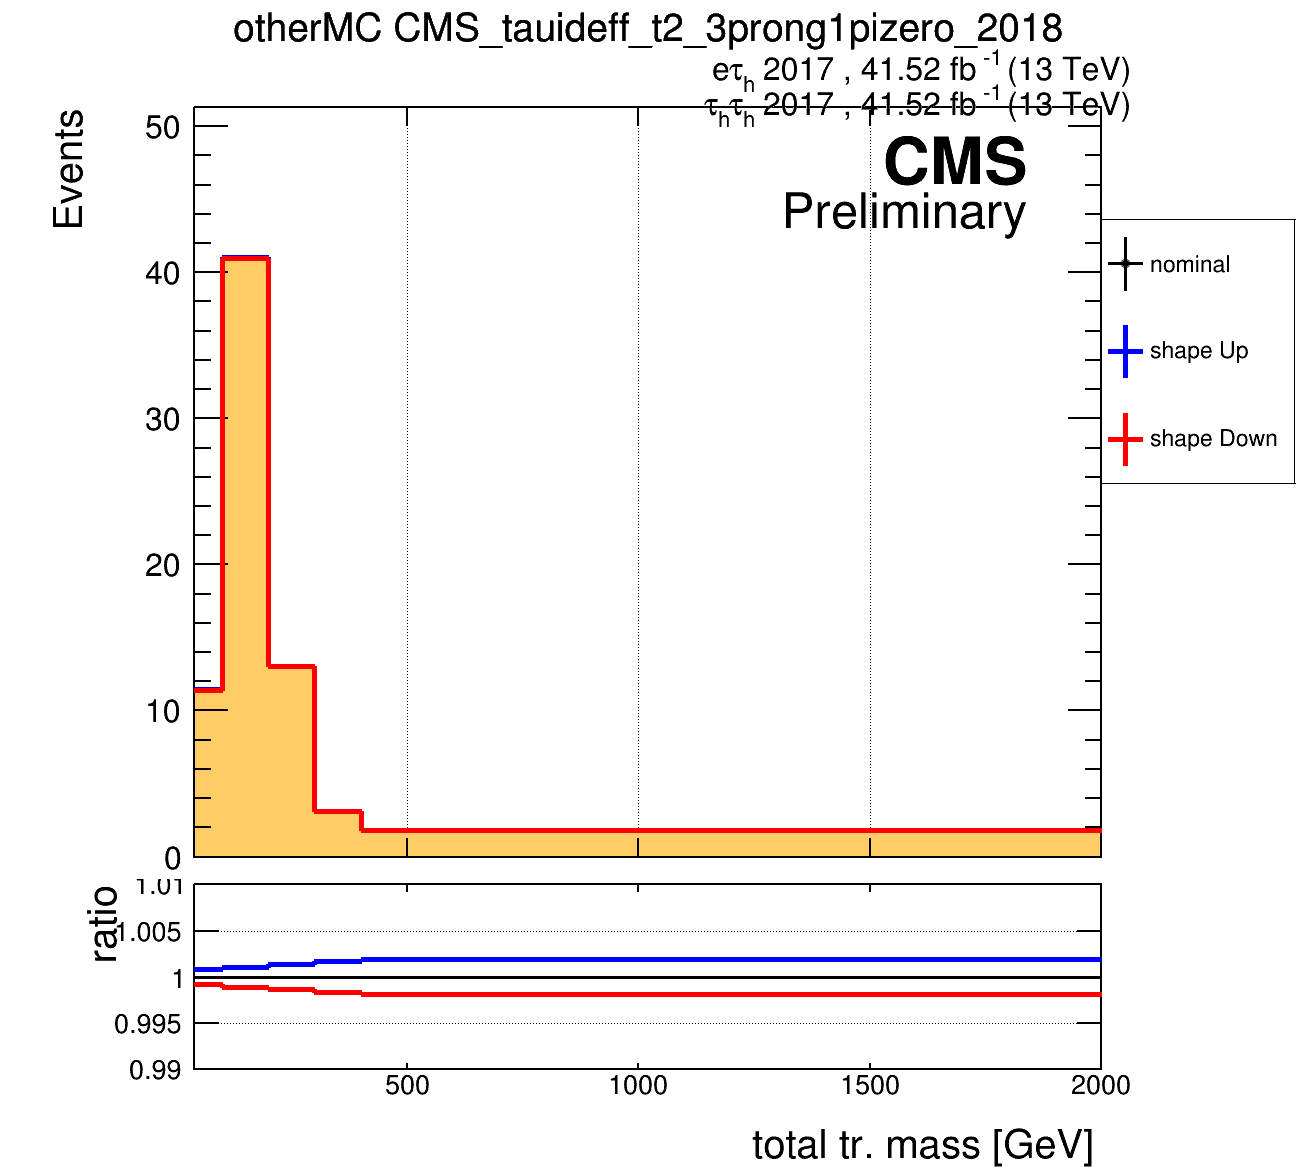 otherMC CMS_tauideff_t2_3prong1pizero_2018
eτh 2017 , 41.52 fb -1 (13 TeV)
τhτh 2017 , 41.52 fb -1 (13 TeV)
CMS
Preliminary
Events
50
40
30
20
10
0
nominal
shape Up
shape Down
ratio
1.01
1.005
1
0.995
0.99
500 1000 1500 2000
total tr. mass [GeV]